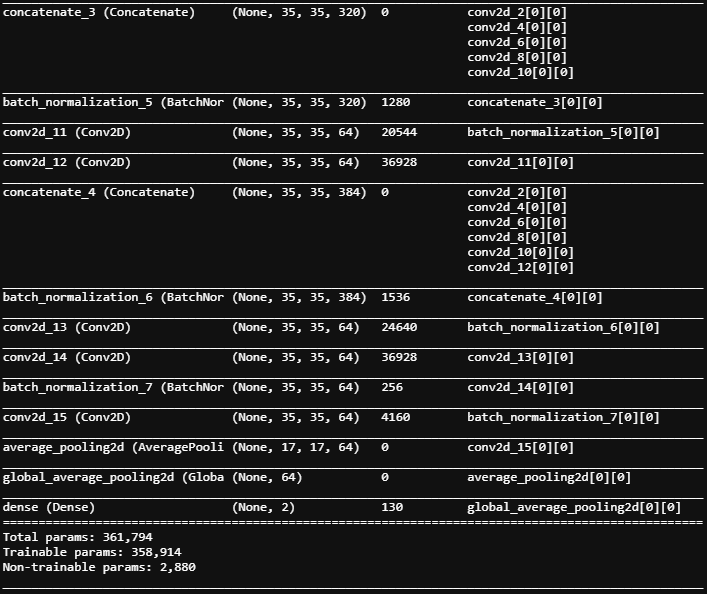 concatenate_3 (Concatenate) (None, 35, 35, 320) 0 conv2d_2[0][0]
conv2d_4[0][0]
conv2d_6[0][0]
conv2d_8[0][0]
conv2d_10[0][0]
batch_normalization_5 (BatchNor (None, 35, 35, 320) 1280 concatenate_3[0][0]
conv2d_11 (Conv2D) (None, 35, 35, 64) 20544 batch_normalization_5[0][0]
conv2d_12 (Conv2D) (None, 35, 35, 64) 36928 conv2d_11[0][0]
concatenate_4 (Concatenate) (None, 35, 35, 384) 0 conv2d_2[0][0]
conv2d_4[0][0]
conv2d_6[0][0]
conv2d_8[0][0]
conv2d_10[0][0]
conv2d_12[0][0]
batch_normalization_6 (BatchNor (None, 35, 35, 384) 1536 concatenate_4[0][0]
conv2d_13 (Conv2D) (None, 35, 35, 64) 24640 batch_normalization_6[0][0]
conv2d_14 (Conv2D) (None, 35, 35, 64) 36928 conv2d_13[0][0]
batch_normalization_7 (BatchNor (None, 35, 35, 64) 256 conv2d_14[0][0]
conv2d_15 (Conv2D) (None, 35, 35, 64) 4160 batch_normalization_7[0][0]
average_pooling2d (AveragePooli (None, 17, 17, 64) 0 conv2d_15[0][0]
global_average_pooling2d (Globa (None, 64) 0 average_pooling2d[0][0]
dense (Dense) (None, 2) 130 global_average_pooling2d[0][0]
Total params: 361,794
Trainable params: 358,914
Non-trainable params: 2,880